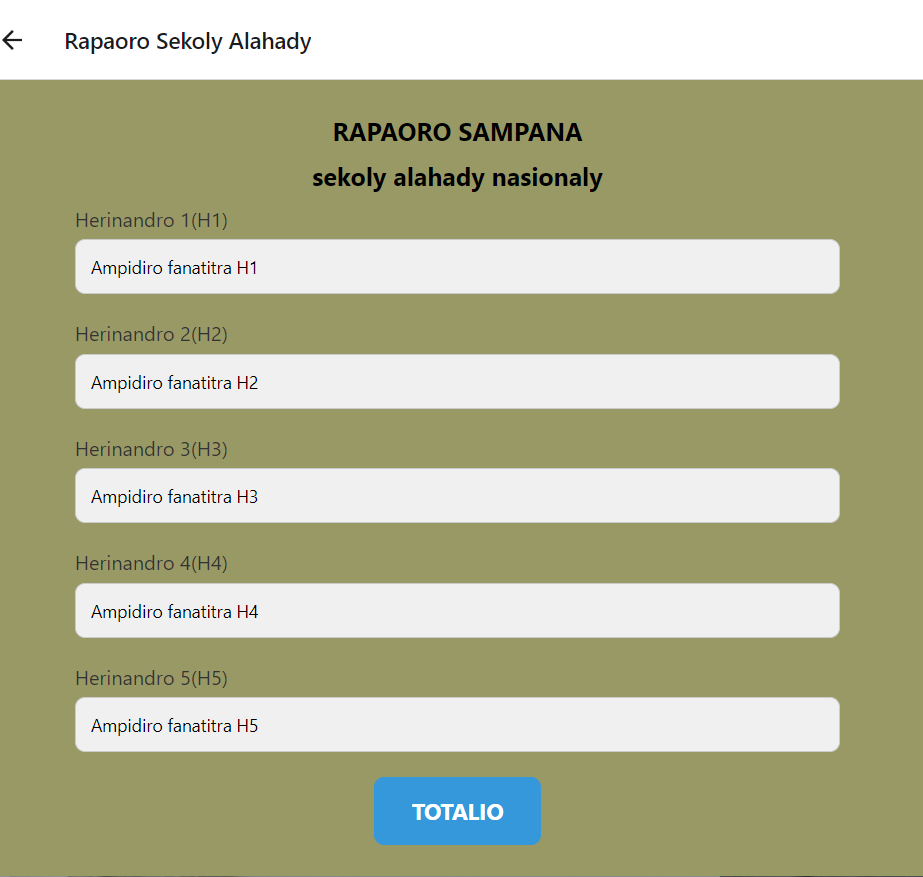 Rapaoro Sekoly Alahady
RAPAORO SAMPANA
sekoly alahady nasionaly
Herinandro 1(H1)
Ampidiro fanatitra H1
Herinandro 2(H2)
Ampidiro fanatitra H2
Herinandro 3(H3)
Ampidiro fanatitra H3
Herinandro 4(H4)
Ampidiro fanatitra H4
Herinandro 5(H5)
Ampidiro fanatitra H5
TOTALIO